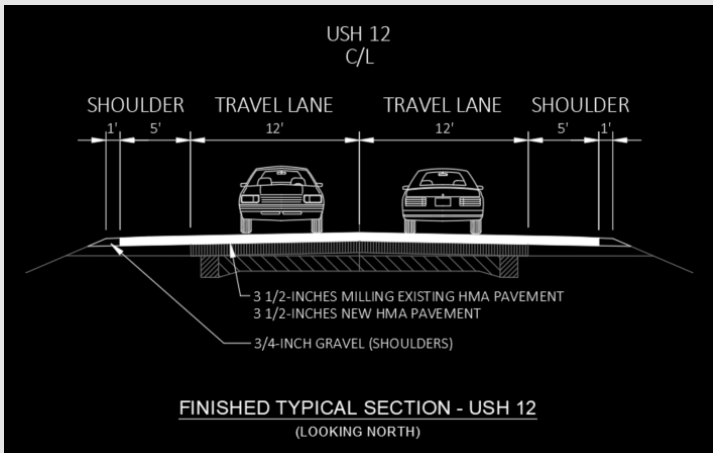 USH 12
C/L
SHOULDER TRAVEL LANE TRAVEL LANE SHOULDER
1' 5' 12' 12' 5' 1'
3 1/2-INCHES MILLING EXISTING HMA PAVEMENT
3 1/2-INCHES NEW HMA PAVEMENT
3/4-INCH GRAVEL (SHOULDERS)
FINISHED TYPICAL SECTION - USH 12
(LOOKING NORTH)